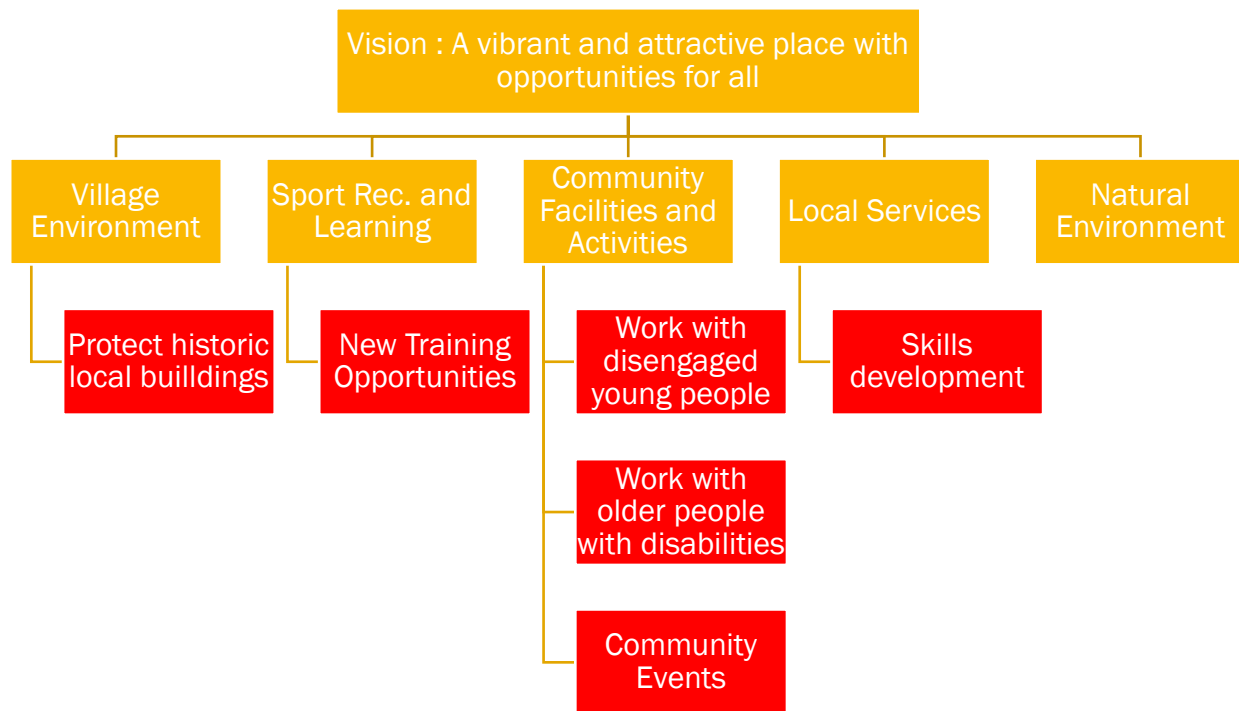 Vision : A vibrant and attractive place with
opportunities for all
Village
Environment
Sport Rec. and
Learning
Community
Facilities and
Activities
Local Services
Natural
Environment
Protect historic
local builldings
New Training
Opportunities
Work with
disengaged
young people
Skills
development
Work with
older people
with disabilities
Community
Events